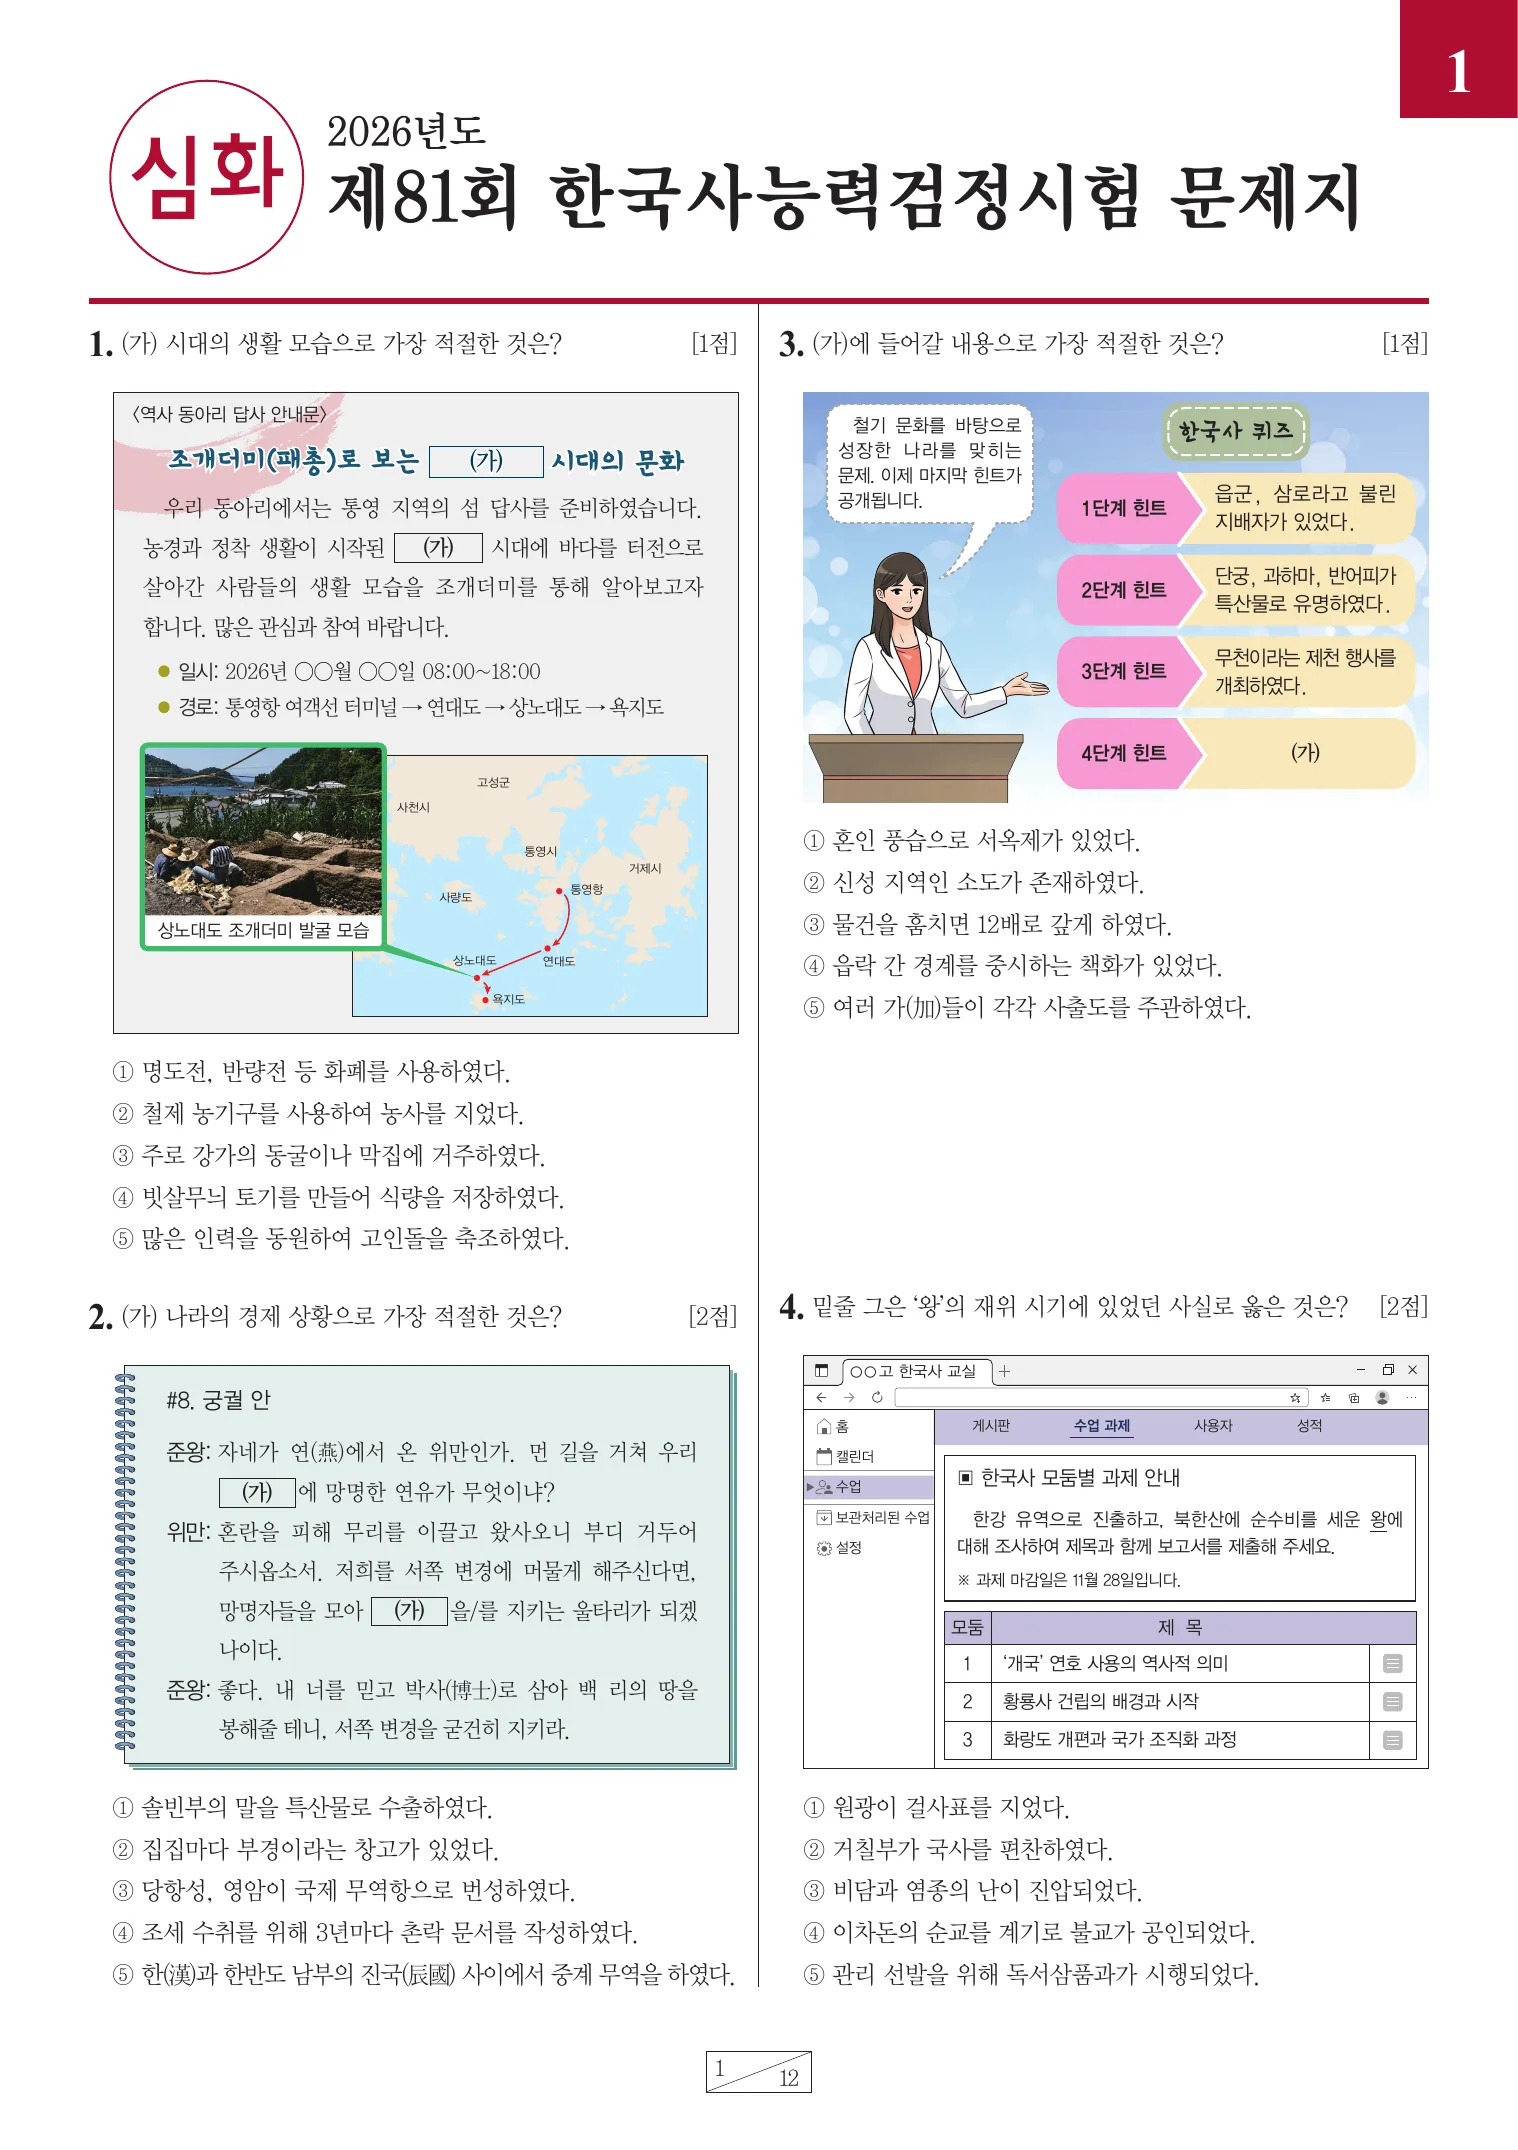 1
심화
2026년도
제81회 한국사능력검정시험 문제지
1. (가) 시대의 생활 모습으로 가장 적절한 것은? [1점]
〈역사 동아리 답사 안내문〉
조개더미(패총)로 보는 (가) 시대의 문화
우리 동아리에서는 통영 지역의 섬 답사를 준비하였습니다.
농경과 정착 생활이 시작된 (가) 시대에 바다를 터전으로
살아간 사람들의 생활 모습을 조개더미를 통해 알아보고자
합니다. 많은 관심과 참여 바랍니다.
● 일시: 2026년 ○○월 ○○일 08:00~18:00
● 경로: 통영항 여객선 터미널 → 연대도 → 상노대도 → 욕지도
고성군
사천시
통영시
거제시
통영항
사량도
상노대도 조개더미 발굴 모습
상노대도
연대도
욕지도
① 명도전, 반량전 등 화폐를 사용하였다.
② 철제 농기구를 사용하여 농사를 지었다.
③ 주로 강가의 동굴이나 막집에 거주하였다.
④ 빗살무늬 토기를 만들어 식량을 저장하였다.
⑤ 많은 인력을 동원하여 고인돌을 축조하였다.
2. (가) 나라의 경제 상황으로 가장 적절한 것은? [2점]
#8. 궁궐 안
준왕: 자네가 연(燕)에서 온 위만인가. 먼 길을 거쳐 우리
(가)에 망명한 연유가 무엇이냐?
위만: 혼란을 피해 무리를 이끌고 왔사오니 부디 거두어
주시옵소서. 저희를 서쪽 변경에 머물게 해주신다면,
망명자들을 모아 (가)을/를 지키는 울타리가 되겠
나이다.
준왕: 좋다. 내 너를 믿고 박사(博士)로 삼아 백 리의 땅을
봉해줄 테니, 서쪽 변경을 굳건히 지키라.
① 솔빈부의 말을 특산물로 수출하였다.
② 집집마다 부경이라는 창고가 있었다.
③ 당항성, 영암이 국제 무역항으로 번성하였다.
④ 조세 수취를 위해 3년마다 촌락 문서를 작성하였다.
⑤ 한(漢)과 한반도 남부의 진국(辰國) 사이에서 중계 무역을 하였다.
3. (가)에 들어갈 내용으로 가장 적절한 것은? [1점]
철기 문화를 바탕으로
성장한 나라를 맞히는
문제. 이제 마지막 힌트가
공개됩니다.
한국사 퀴즈
1단계 힌트
읍군, 삼로라고 불린
지배자가 있었다.
2단계 힌트
단궁, 과하마, 반어피가
특산물로 유명하였다.
3단계 힌트
무천이라는 제천 행사를
개최하였다.
4단계 힌트
(가)
① 혼인 풍습으로 서옥제가 있었다.
② 신성 지역인 소도가 존재하였다.
③ 물건을 훔치면 12배로 갚게 하였다.
④ 읍락 간 경계를 중시하는 책화가 있었다.
⑤ 여러 가(加)들이 각각 사출도를 주관하였다.
4. 밑줄 그은 ‘왕’의 재위 시기에 있었던 사실로 옳은 것은? [2점]
○○고 한국사 교실
홈
캘린더
수업
보관처리된 수업
설정
게시판 수업 과제 사용자 성적
▣ 한국사 모둠별 과제 안내
한강 유역으로 진출하고, 북한산에 순수비를 세운 왕에
대해 조사하여 제목과 함께 보고서를 제출해 주세요.
※ 과제 마감일은 11월 28일입니다.
모둠 제 목
1 ‘개국’ 연호 사용의 역사적 의미
2 황룡사 건립의 배경과 시작
3 화랑도 개편과 국가 조직화 과정
① 원광이 걸사표를 지었다.
② 거칠부가 국사를 편찬하였다.
③ 비담과 염종의 난이 진압되었다.
④ 이차돈의 순교를 계기로 불교가 공인되었다.
⑤ 관리 선발을 위해 독서삼품과가 시행되었다.
1
12